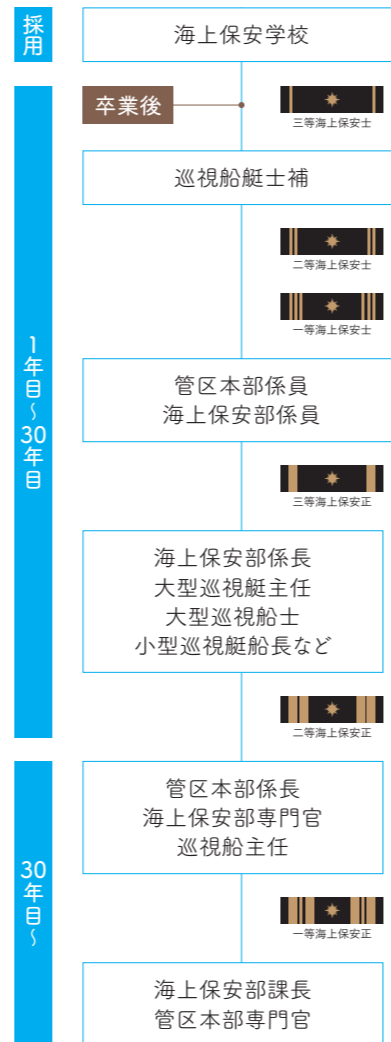 採用
海上保安学校
1年目～30年目
卒業後
三等海上保安士
巡視船艇士補
二等海上保安士
一等海上保安士
管区本部係員
海上保安部係員
三等海上保安正
海上保安部係長
大型巡視艇主任
大型巡視船士
小型巡視艇船長など
二等海上保安正
30年目～
管区本部係長
海上保安部専門官
巡視船主任
一等海上保安正
海上保安部課長
管区本部専門官